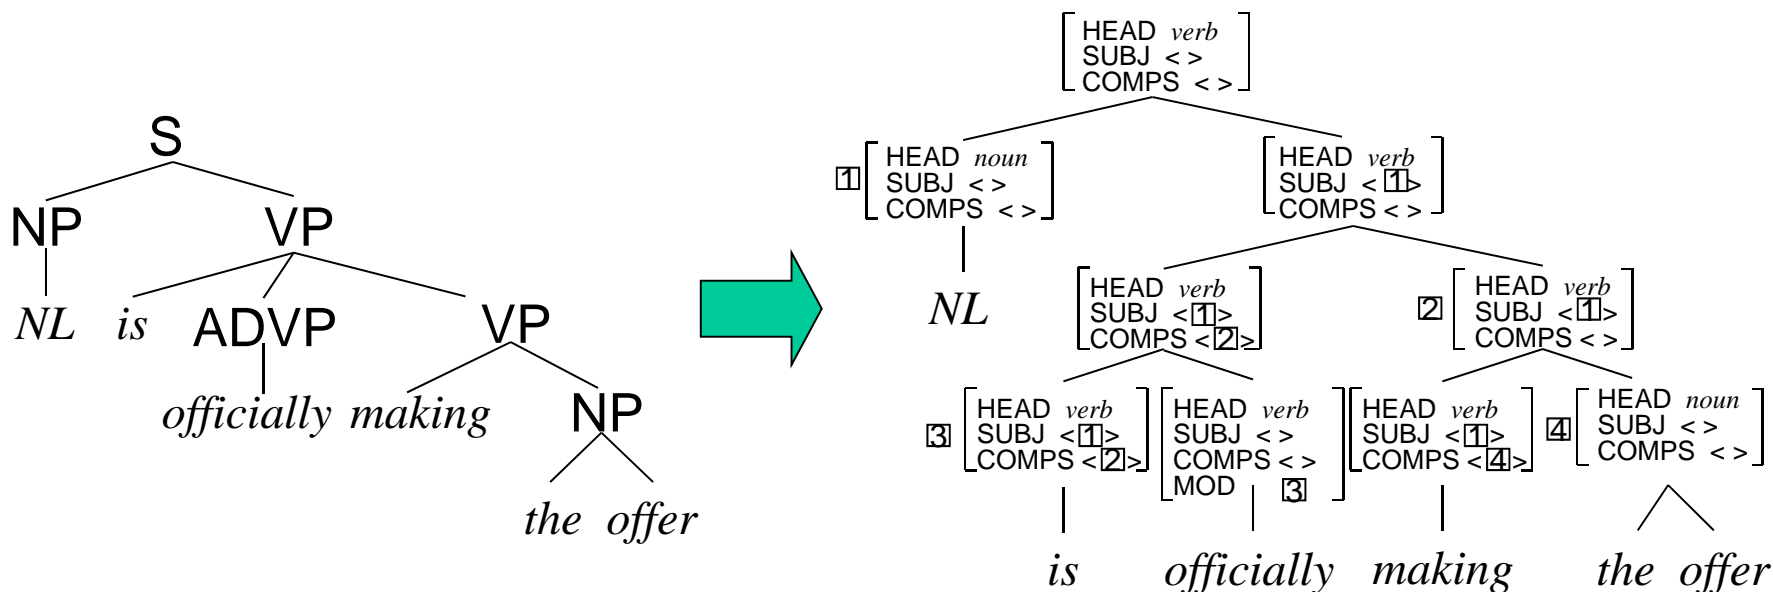 S
NP VP
NL is ADVP VP
officially making NP
the offer
HEAD verb
SUBJ < >
COMPS < >
1 HEAD noun
SUBJ < >
COMPS < >
HEAD verb
SUBJ < 1 >
COMPS < >
NL
HEAD verb
SUBJ < 1 >
COMPS < 2 >
2 HEAD verb
SUBJ < 1 >
COMPS < >
3 HEAD verb
SUBJ < 1 >
COMPS < 2 >
HEAD verb
SUBJ < >
COMPS < >
MOD 3
HEAD verb
SUBJ < 1 >
COMPS < 4 >
4 HEAD noun
SUBJ < >
COMPS < >
is officially making the offer